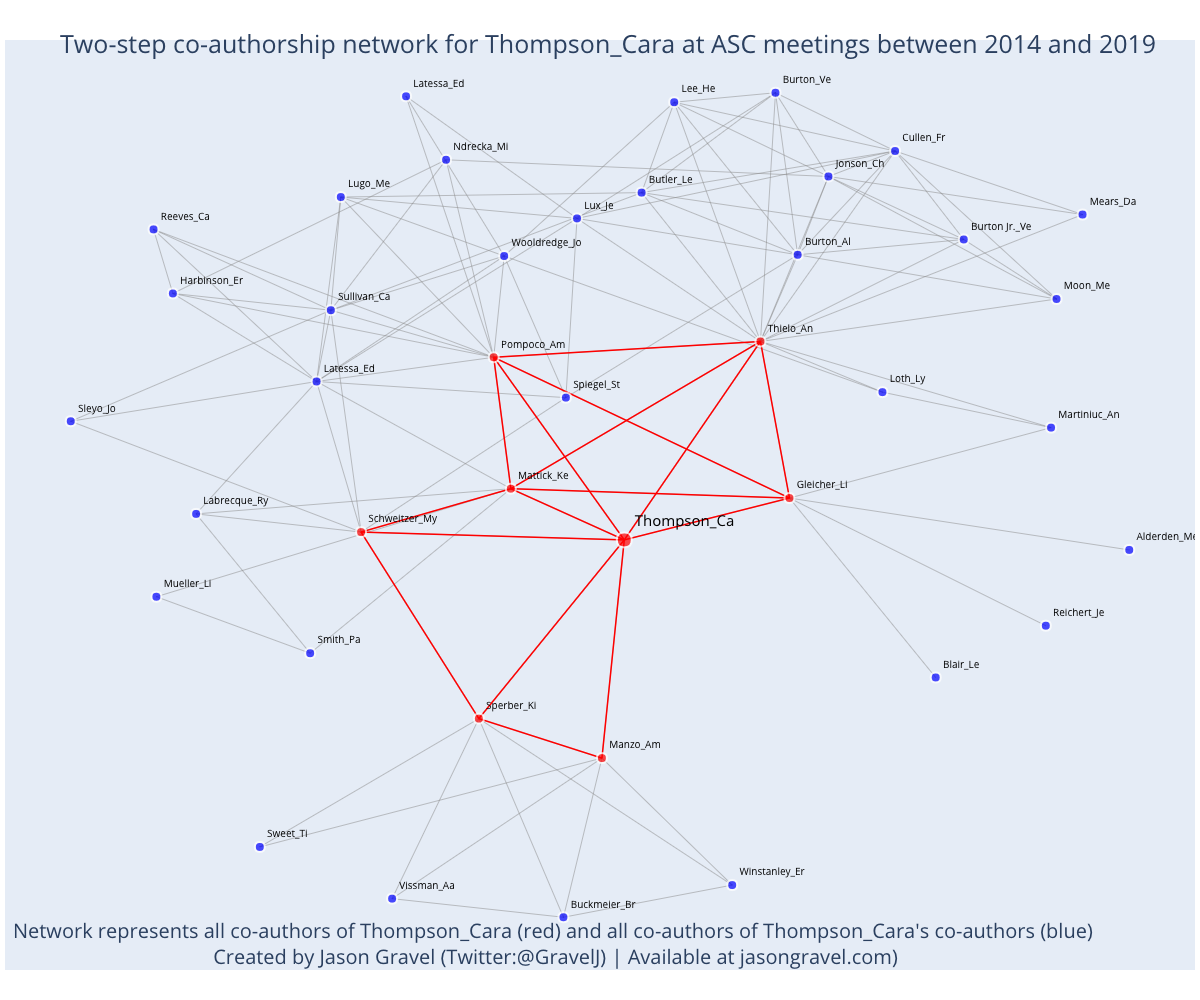 Two-step co-authorship network for Thompson_Cara at ASC meetings between 2014 and 2019
Latessa_Ed
Burton_Ve
Lee_He
Cullen_Fr
Ndrecka_Mi
Jonson_Ch
Lugo_Me
Butler_Le
Mears_Da
Reeves_Ca
Lux_Je
Burton Jr._Ve
Wooldredge_Jo
Burton_Al
Harbinson_Er
Moon_Me
Sullivan_Ca
Thielo_An
Pompoco_Am
Latessa_Ed
Spiegel_St
Loth_Ly
Sleyo_Jo
Martiniuc_An
Mattick_Ke
Gleicher_Li
Labrecque_Ry
Schweitzer_My
Thompson_Ca
Alderden_Me
Mueller_Li
Reichert_Je
Smith_Pa
Blair_Le
Sperber_Ki
Manzo_Am
Sweet_Ti
Winstanley_Er
Vissman_Aa
Buckmeier_Br
Network represents all co-authors of Thompson_Cara (red) and all co-authors of Thompson_Cara's co-authors (blue)
Created by Jason Gravel (Twitter:@GravelJ) | Available at jasongravel.com)